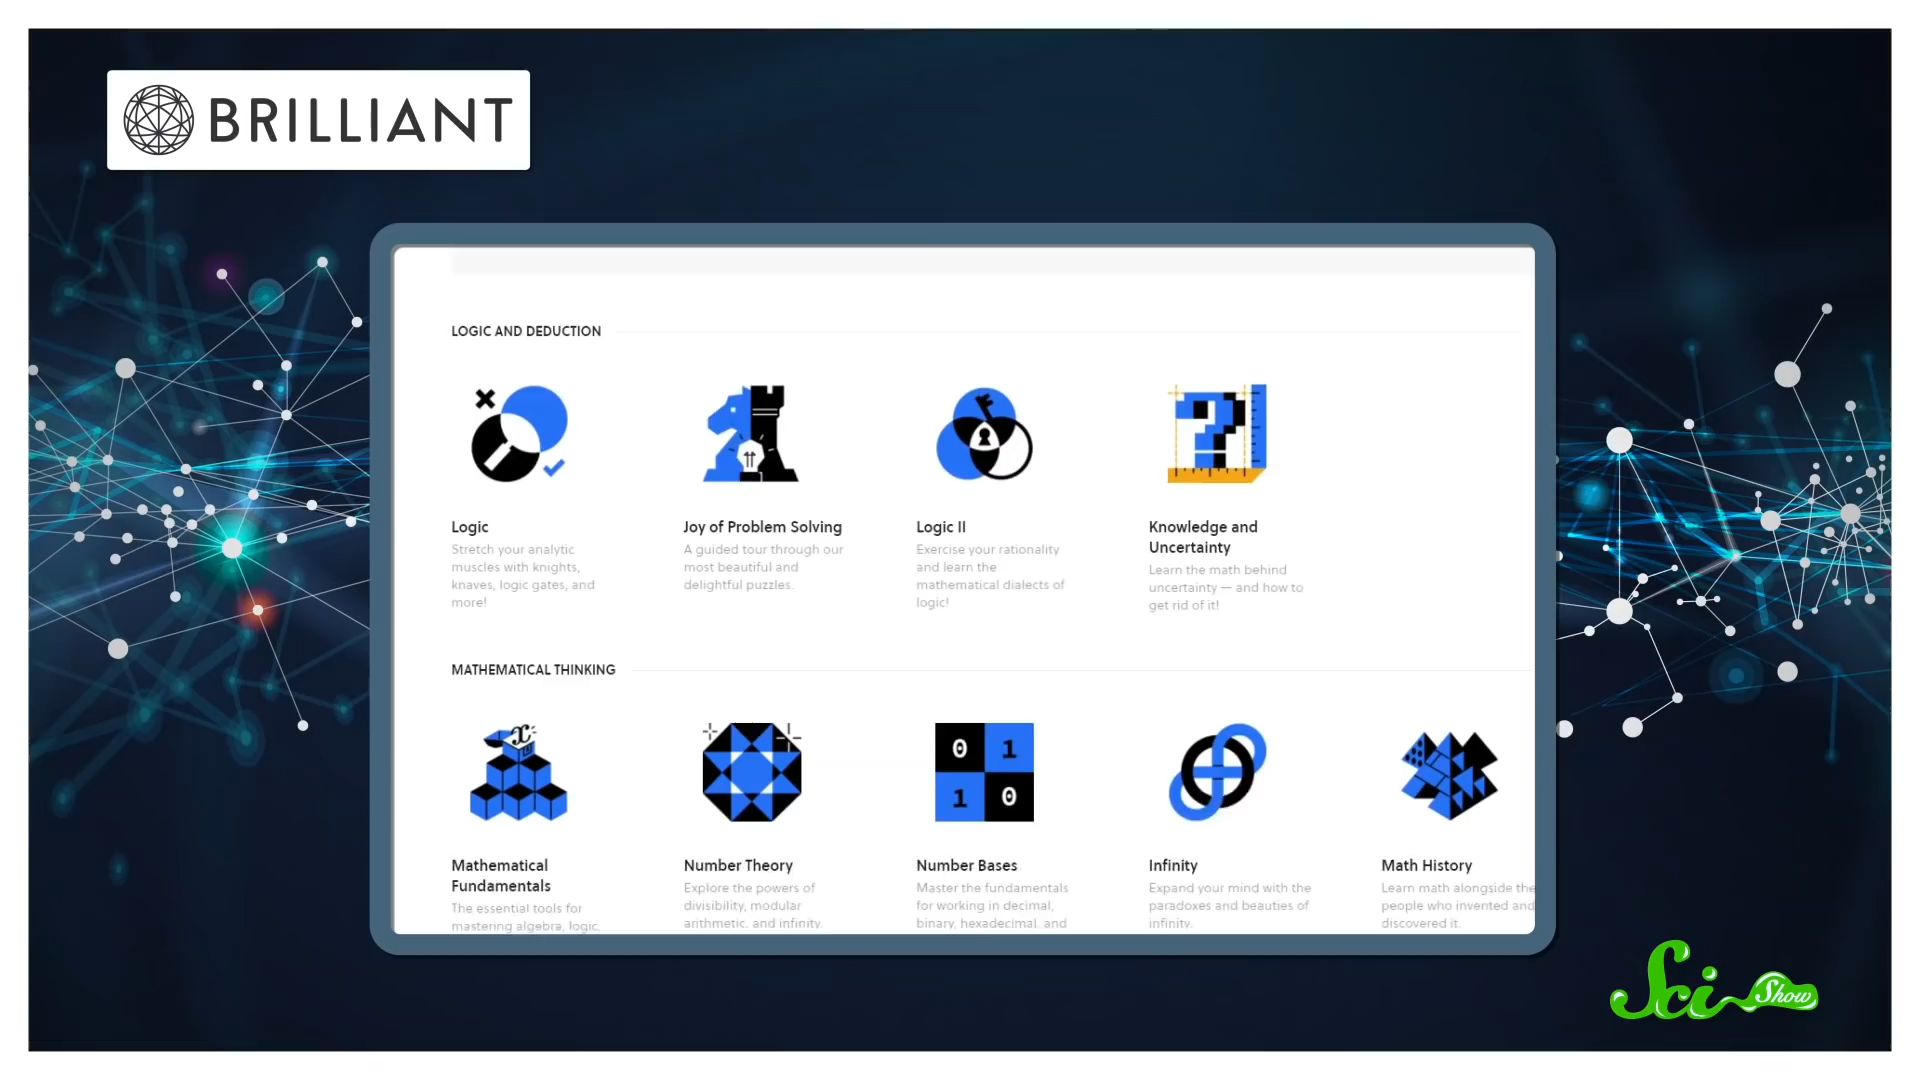 BRILLIANT
LOGIC AND DEDUCTION
Logic
Stretch your analytic
muscles with knights,
knaves, logic gates, and
more!
Joy of Problem Solving
A guided tour through our
most beautiful and
delightful puzzles.
Logic II
Exercise your rationality
and learn the
mathematical dialects of
logic!
Knowledge and
Uncertainty
Learn the math behind
uncertainty — and how to
get rid of it!
MATHEMATICAL THINKING
x
0 1
1 0
Mathematical
Fundamentals
The essential tools for
mastering algebra, logic,
Number Theory
Explore the powers of
divisibility, modular
arithmetic, and infinity.
Number Bases
Master the fundamentals
for working in decimal,
binary, hexadecimal, and
Infinity
Expand your mind with the
paradoxes and beauties of
infinity.
Math History
Learn math alongside the
people who invented and
discovered it.
Sci Show